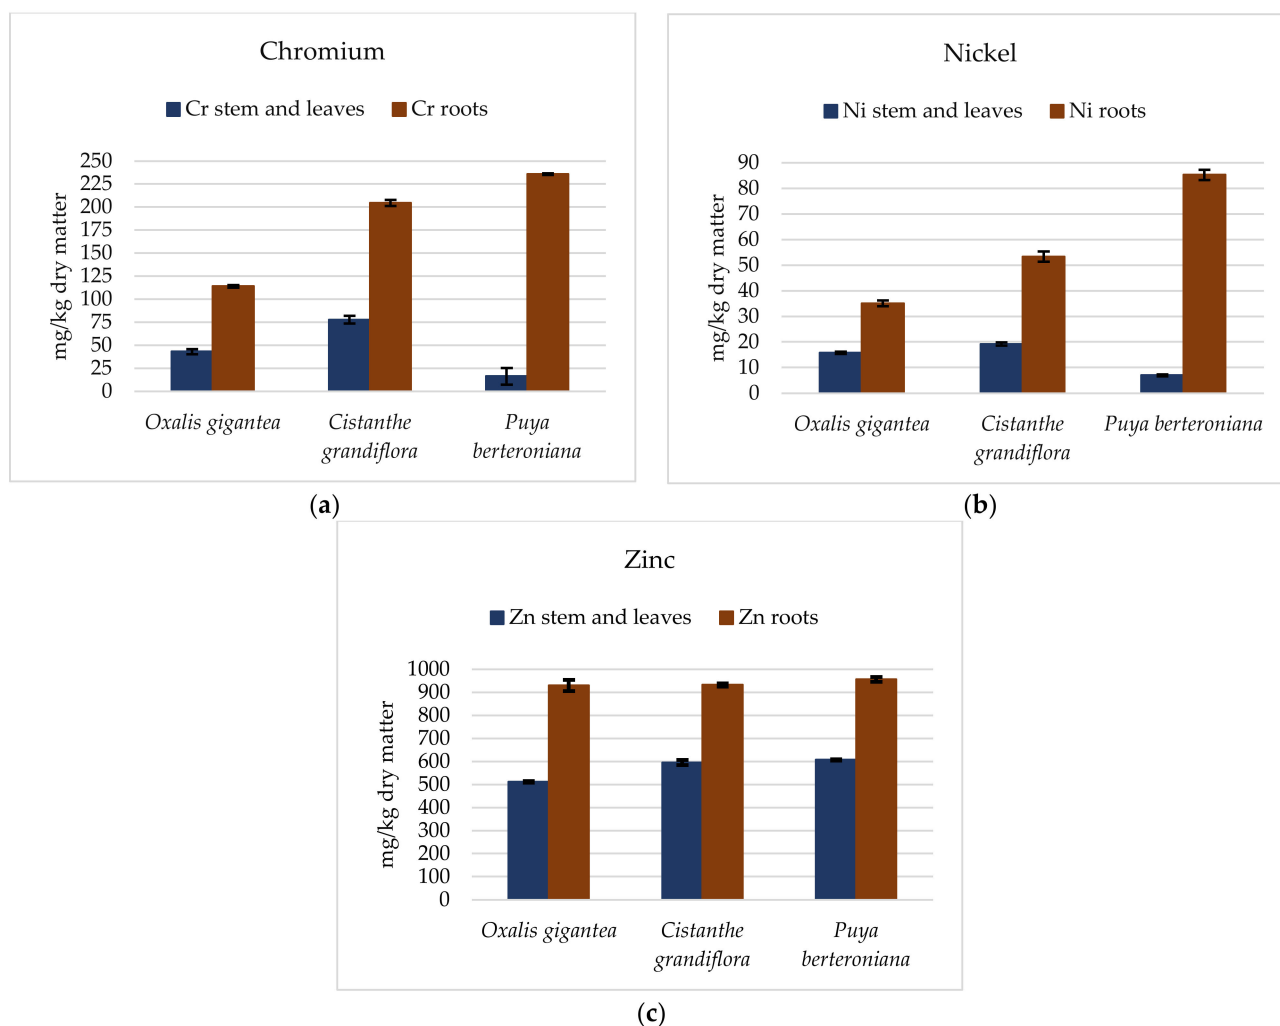 Chromium
Cr stem and leaves Cr roots
mg/kg dry matter
250
225
200
175
150
125
100
75
50
25
0
Oxalis gigantea Cistanthe grandiflora Puya berteroniana
(a)
Nickel
Ni stem and leaves Ni roots
mg/kg dry matter
90
80
70
60
50
40
30
20
10
0
Oxalis gigantea Cistanthe grandiflora Puya berteroniana
(b)
Zinc
Zn stem and leaves Zn roots
mg/kg dry matter
1000
900
800
700
600
500
400
300
200
100
0
Oxalis gigantea Cistanthe grandiflora Puya berteroniana
(c)